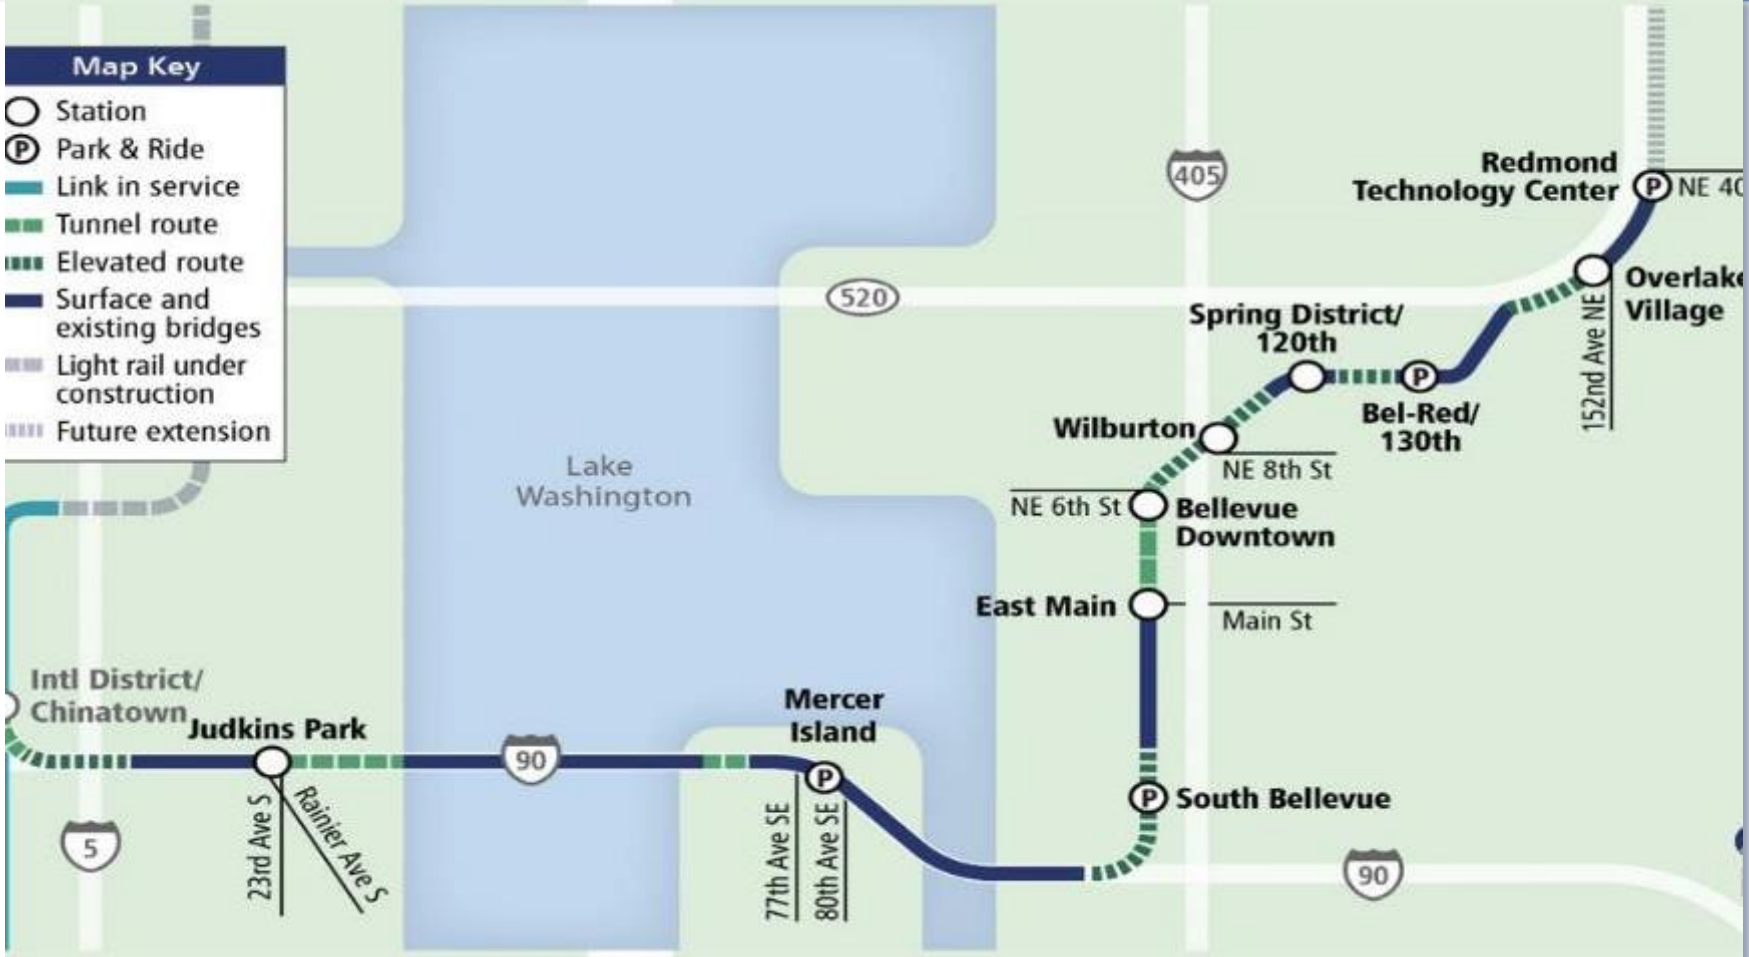 Map Key
Station
P Park & Ride
Link in service
Tunnel route
Elevated route
Surface and
existing bridges
Light rail under
construction
Future extension
405
Redmond
Technology Center
P
NE 40
Overlake
Village
520
Spring District/
120th
152nd Ave NE
P
Bel-Red/
130th
Wilburton
NE 8th St
Lake
Washington
NE 6th St
Bellevue
Downtown
East Main
Main St
Intl District/
Chinatown
Judkins Park
Mercer
Island
90
P
P
South Bellevue
23rd Ave S
Rainier Ave S
77th Ave SE
80th Ave SE
5
90